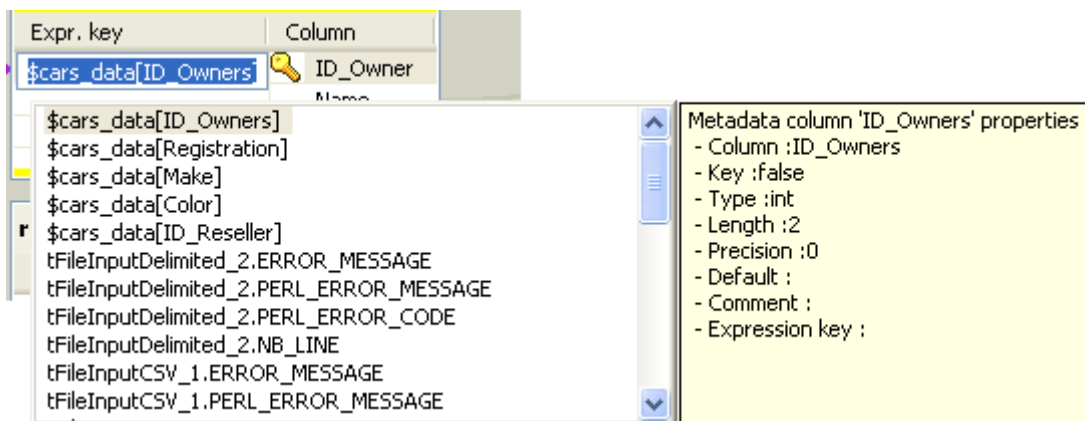 Expr. key Column
$cars_data[ID_Owners] ID_Owner
Name
$cars_data[ID_Owners]
$cars_data[Registration]
$cars_data[Make]
$cars_data[Color]
$cars_data[ID_Reseller]
tFileInputDelimited_2.ERROR_MESSAGE
tFileInputDelimited_2.PERL_ERROR_MESSAGE
tFileInputDelimited_2.PERL_ERROR_CODE
tFileInputDelimited_2.NB_LINE
tFileInputCSV_1.ERROR_MESSAGE
tFileInputCSV_1.PERL_ERROR_MESSAGE
r
Metadata column 'ID_Owners' properties
- Column :ID_Owners
- Key :false
- Type :int
- Length :2
- Precision :0
- Default :
- Comment :
- Expression key :